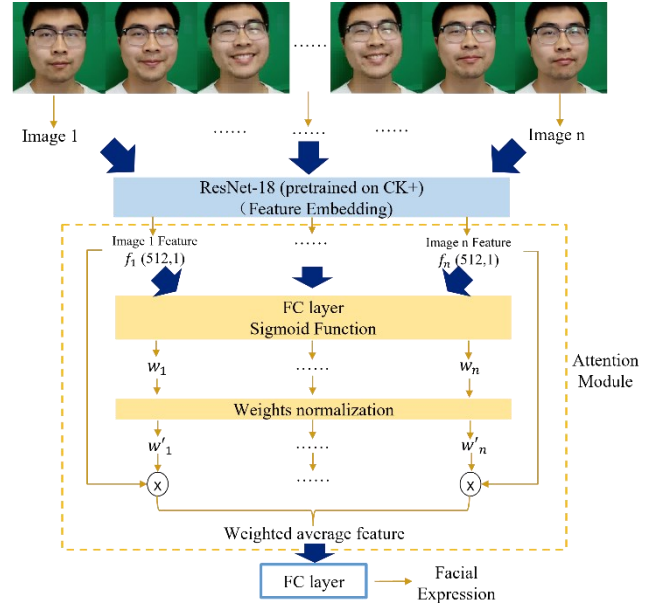 ......
Image 1 ...... ...... ...... Image n
ResNet-18 (pretrained on CK+)
（Feature Embedding）
Image 1 Feature ...... Image n Feature
f₁ (512,1) fₙ (512,1)
FC layer
Sigmoid Function
w₁ ...... wₙ
Attention
Module
Weights normalization
w'₁ ...... w'ₙ
x ...... x
Weighted average feature
FC layer
Facial
Expression